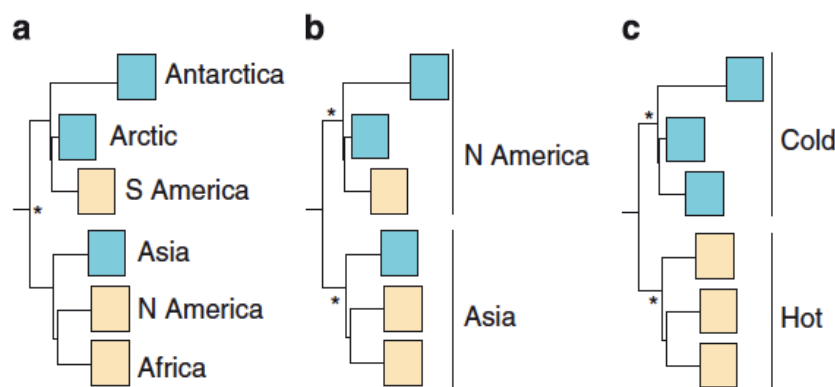 a
Antarctica
Arctic
S America
*
Asia
N America
Africa
b
*
N America
*
Asia
c
*
Cold
*
Hot